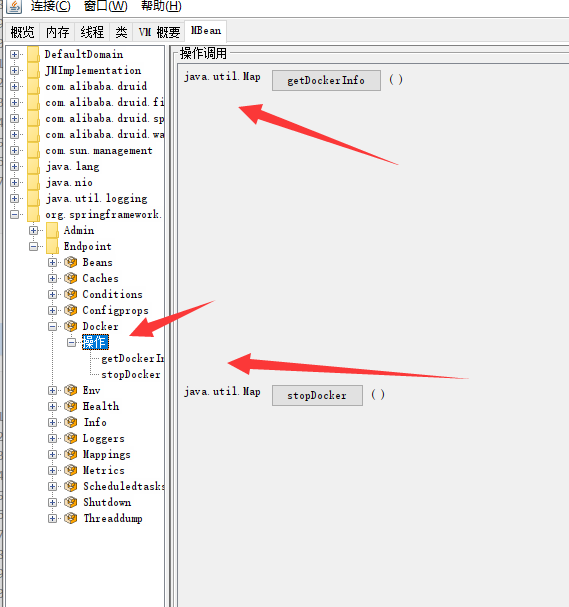 连接(C) 窗口(W) 帮助(H)
概览 内存 线程 类 VM 概要 MBean
DefaultDomain
JMImplementation
com.alibaba.druid
com.alibaba.druid.fi
com.alibaba.druid.sp
com.alibaba.druid.wa
com.sun.management
java.lang
java.nio
java.util.logging
org.springframework.
Admin
Endpoint
Beans
Caches
Conditions
Configprops
Docker
操作
getDockerIn
stopDocker
Env
Health
Info
Loggers
Mappings
Metrics
Scheduledtasks
Shutdown
Threaddump
操作调用
java.util.Map getDockerInfo ( )
java.util.Map stopDocker ( )